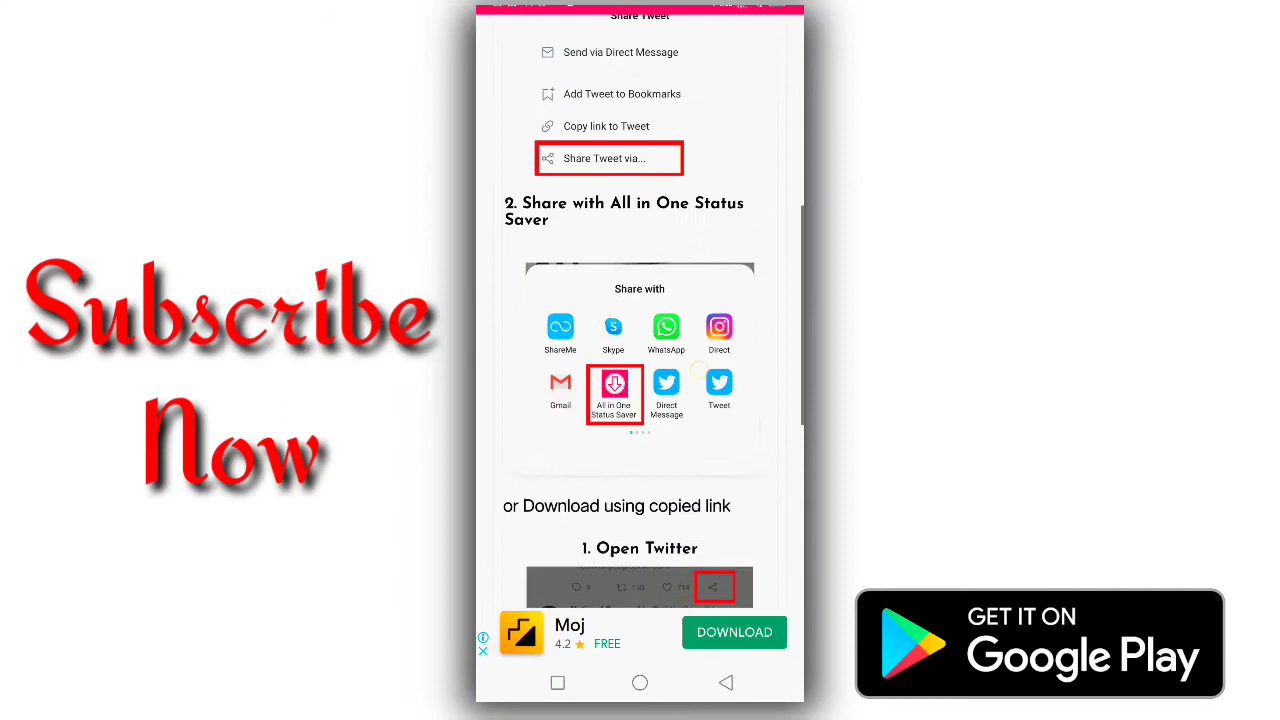 Share Tweet
Send via Direct Message
Add Tweet to Bookmarks
Copy link to Tweet
Share Tweet via...
2. Share with All in One Status
Saver
Share with
ShareMe
Skype
WhatsApp
Direct
Gmail
All in One
Status Saver
Direct
Message
Tweet
or Download using copied link
1. Open Twitter
150
714
Moj
4.2
FREE
DOWNLOAD
Subscribe
Now
GET IT ON
Google Play